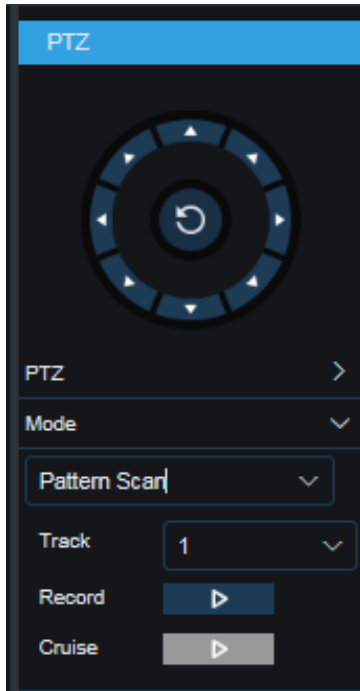 PTZ
PTZ
Mode
Pattern Scan
Track 1
Record
Cruise